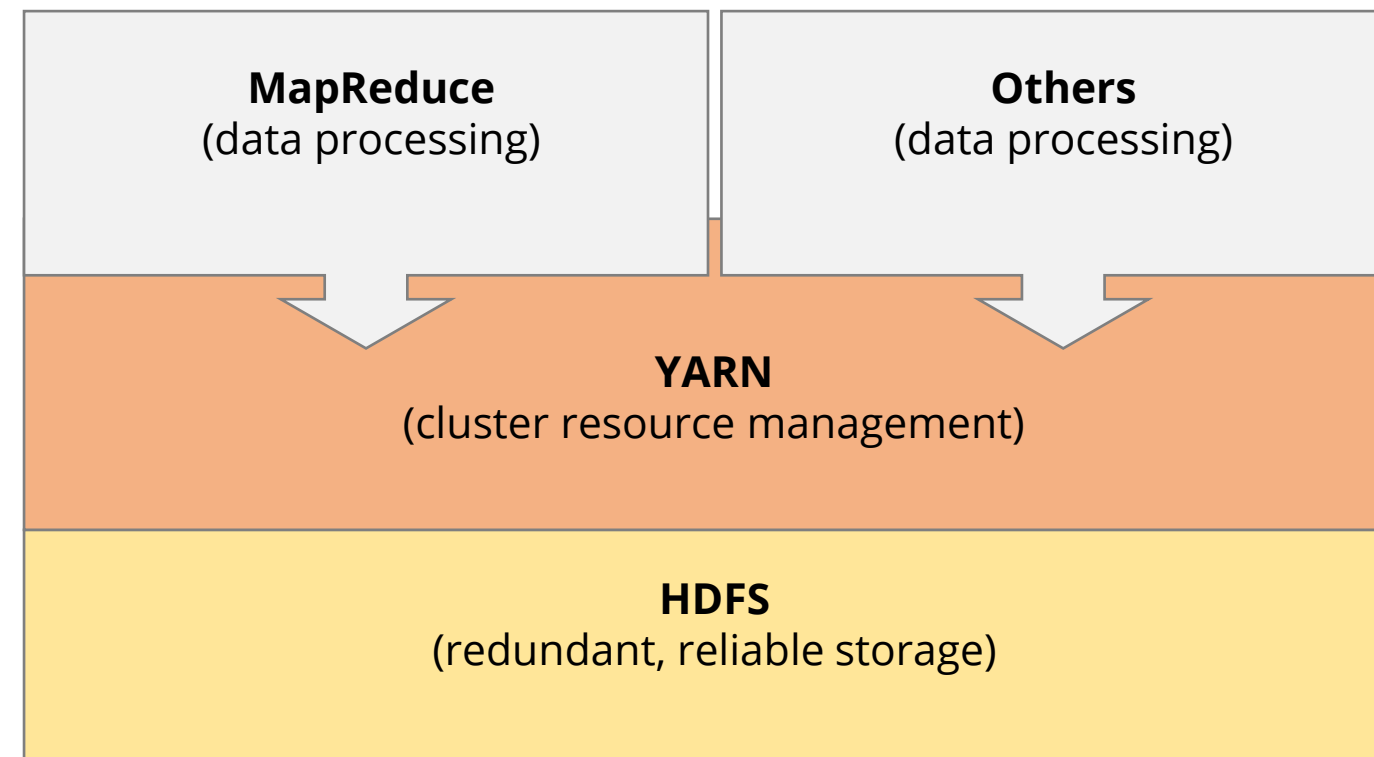 MapReduce
(data processing)
Others
(data processing)
YARN
(cluster resource management)
HDFS
(redundant, reliable storage)